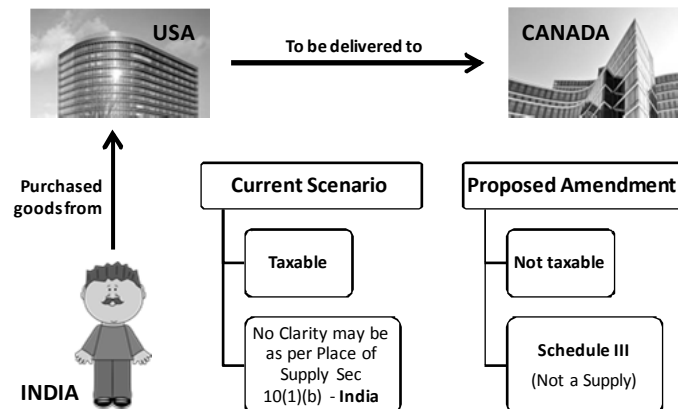 USA
To be delivered to
CANADA
Purchased
goods from
INDIA
Current Scenario
Taxable
No Clarity may be
as per Place of
Supply Sec
10(1)(b) - India
Proposed Amendment
Not taxable
Schedule III
(Not a Supply)